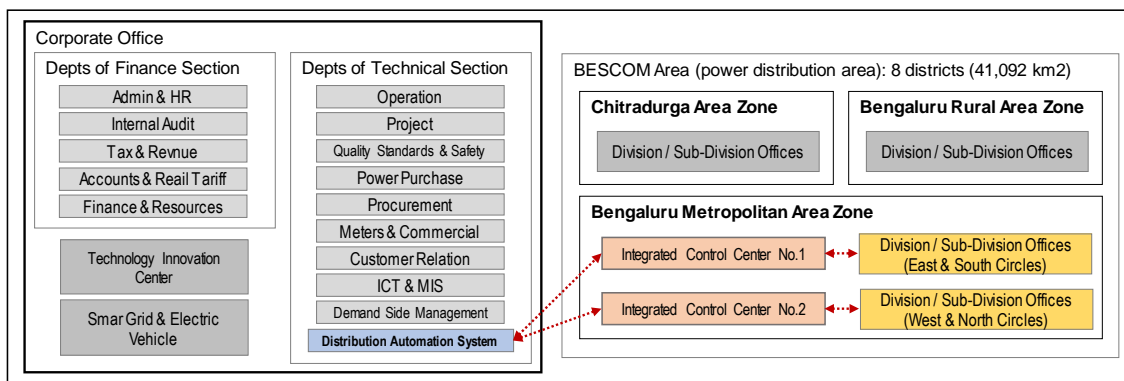 Corporate Office
Depts of Finance Section
Admin & HR
Internal Audit
Tax & Revnue
Accounts & Reail Tariff
Finance & Resources
Technology Innovation
Center
Smar Grid & Electric
Vehicle
Depts of Technical Section
Operation
Project
Quality Standards & Safety
Power Purchase
Procurement
Meters & Commercial
Customer Relation
ICT & MIS
Demand Side Management
Distribution Automation System
BESCOM Area (power distribution area): 8 districts (41,092 km2)
Chitradurga Area Zone
Division / Sub-Division Offices
Bengaluru Rural Area Zone
Division / Sub-Division Offices
Bengaluru Metropolitan Area Zone
Integrated Control Center No.1
Division / Sub-Division Offices
(East & South Circles)
Integrated Control Center No.2
Division / Sub-Division Offices
(West & North Circles)